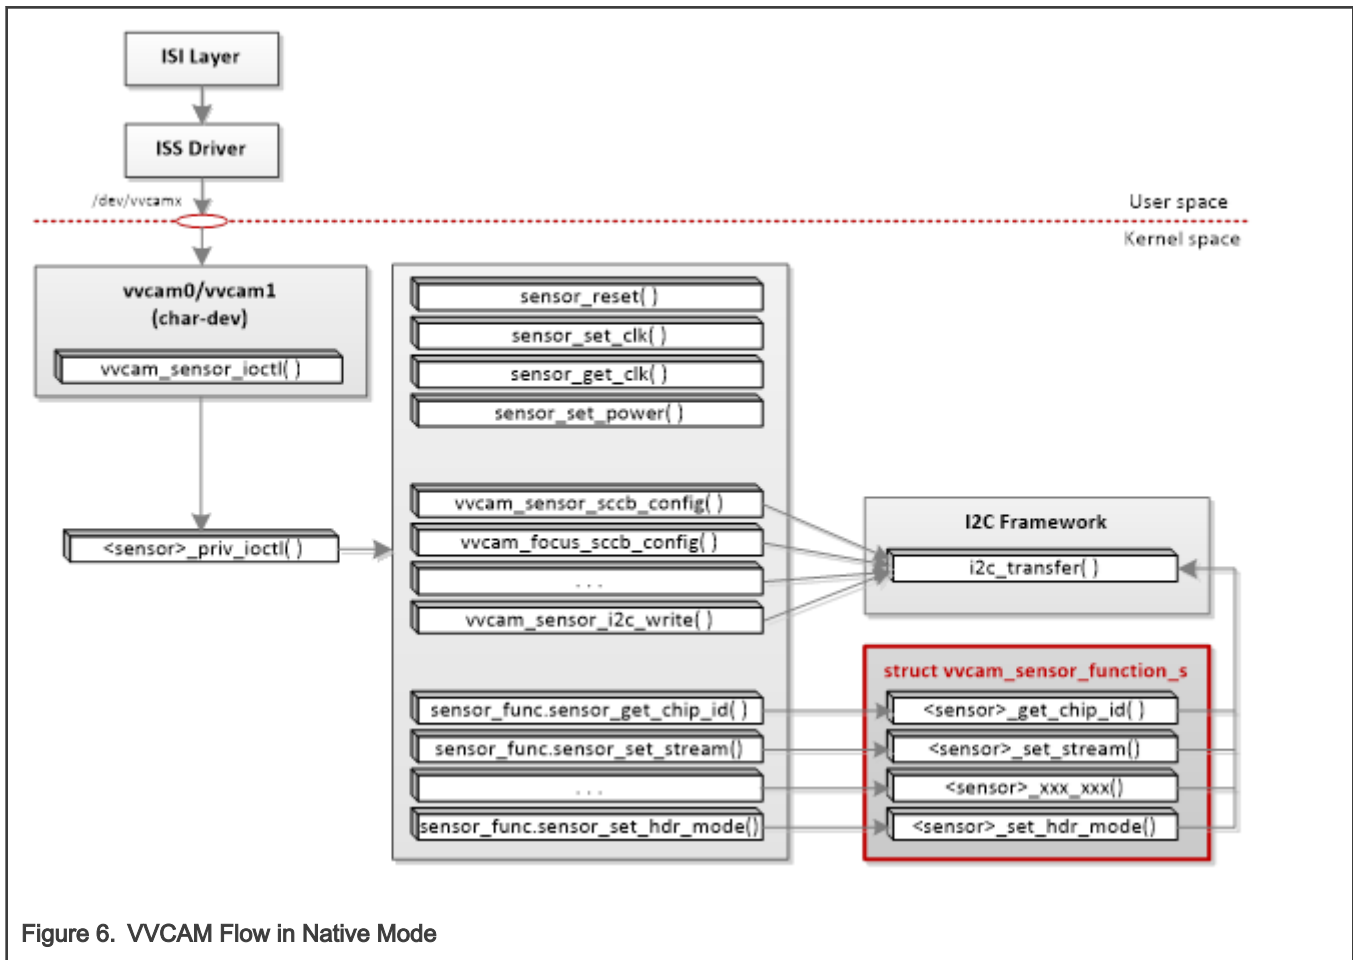 ISI Layer
ISS Driver
/dev/vvcamx
User space
Kernel space
vvcam0/vvcam1
(char-dev)
vvcam_sensor_ioctl( )
<sensor>_priv_ioctl( )
sensor_reset( )
sensor_set_clk( )
sensor_get_clk( )
sensor_set_power( )
vvcam_sensor_sccb_config( )
vvcam_focus_sccb_config( )
. . .
vvcam_sensor_i2c_write( )
sensor_func.sensor_get_chip_id( )
sensor_func.sensor_set_stream()
. . .
sensor_func.sensor_set_hdr_mode()
I2C Framework
i2c_transfer( )
struct vvcam_sensor_function_s
<sensor>_get_chip_id( )
<sensor>_set_stream()
<sensor>_xxx_xxx()
<sensor>_set_hdr_mode()
Figure 6. VVCAM Flow in Native Mode